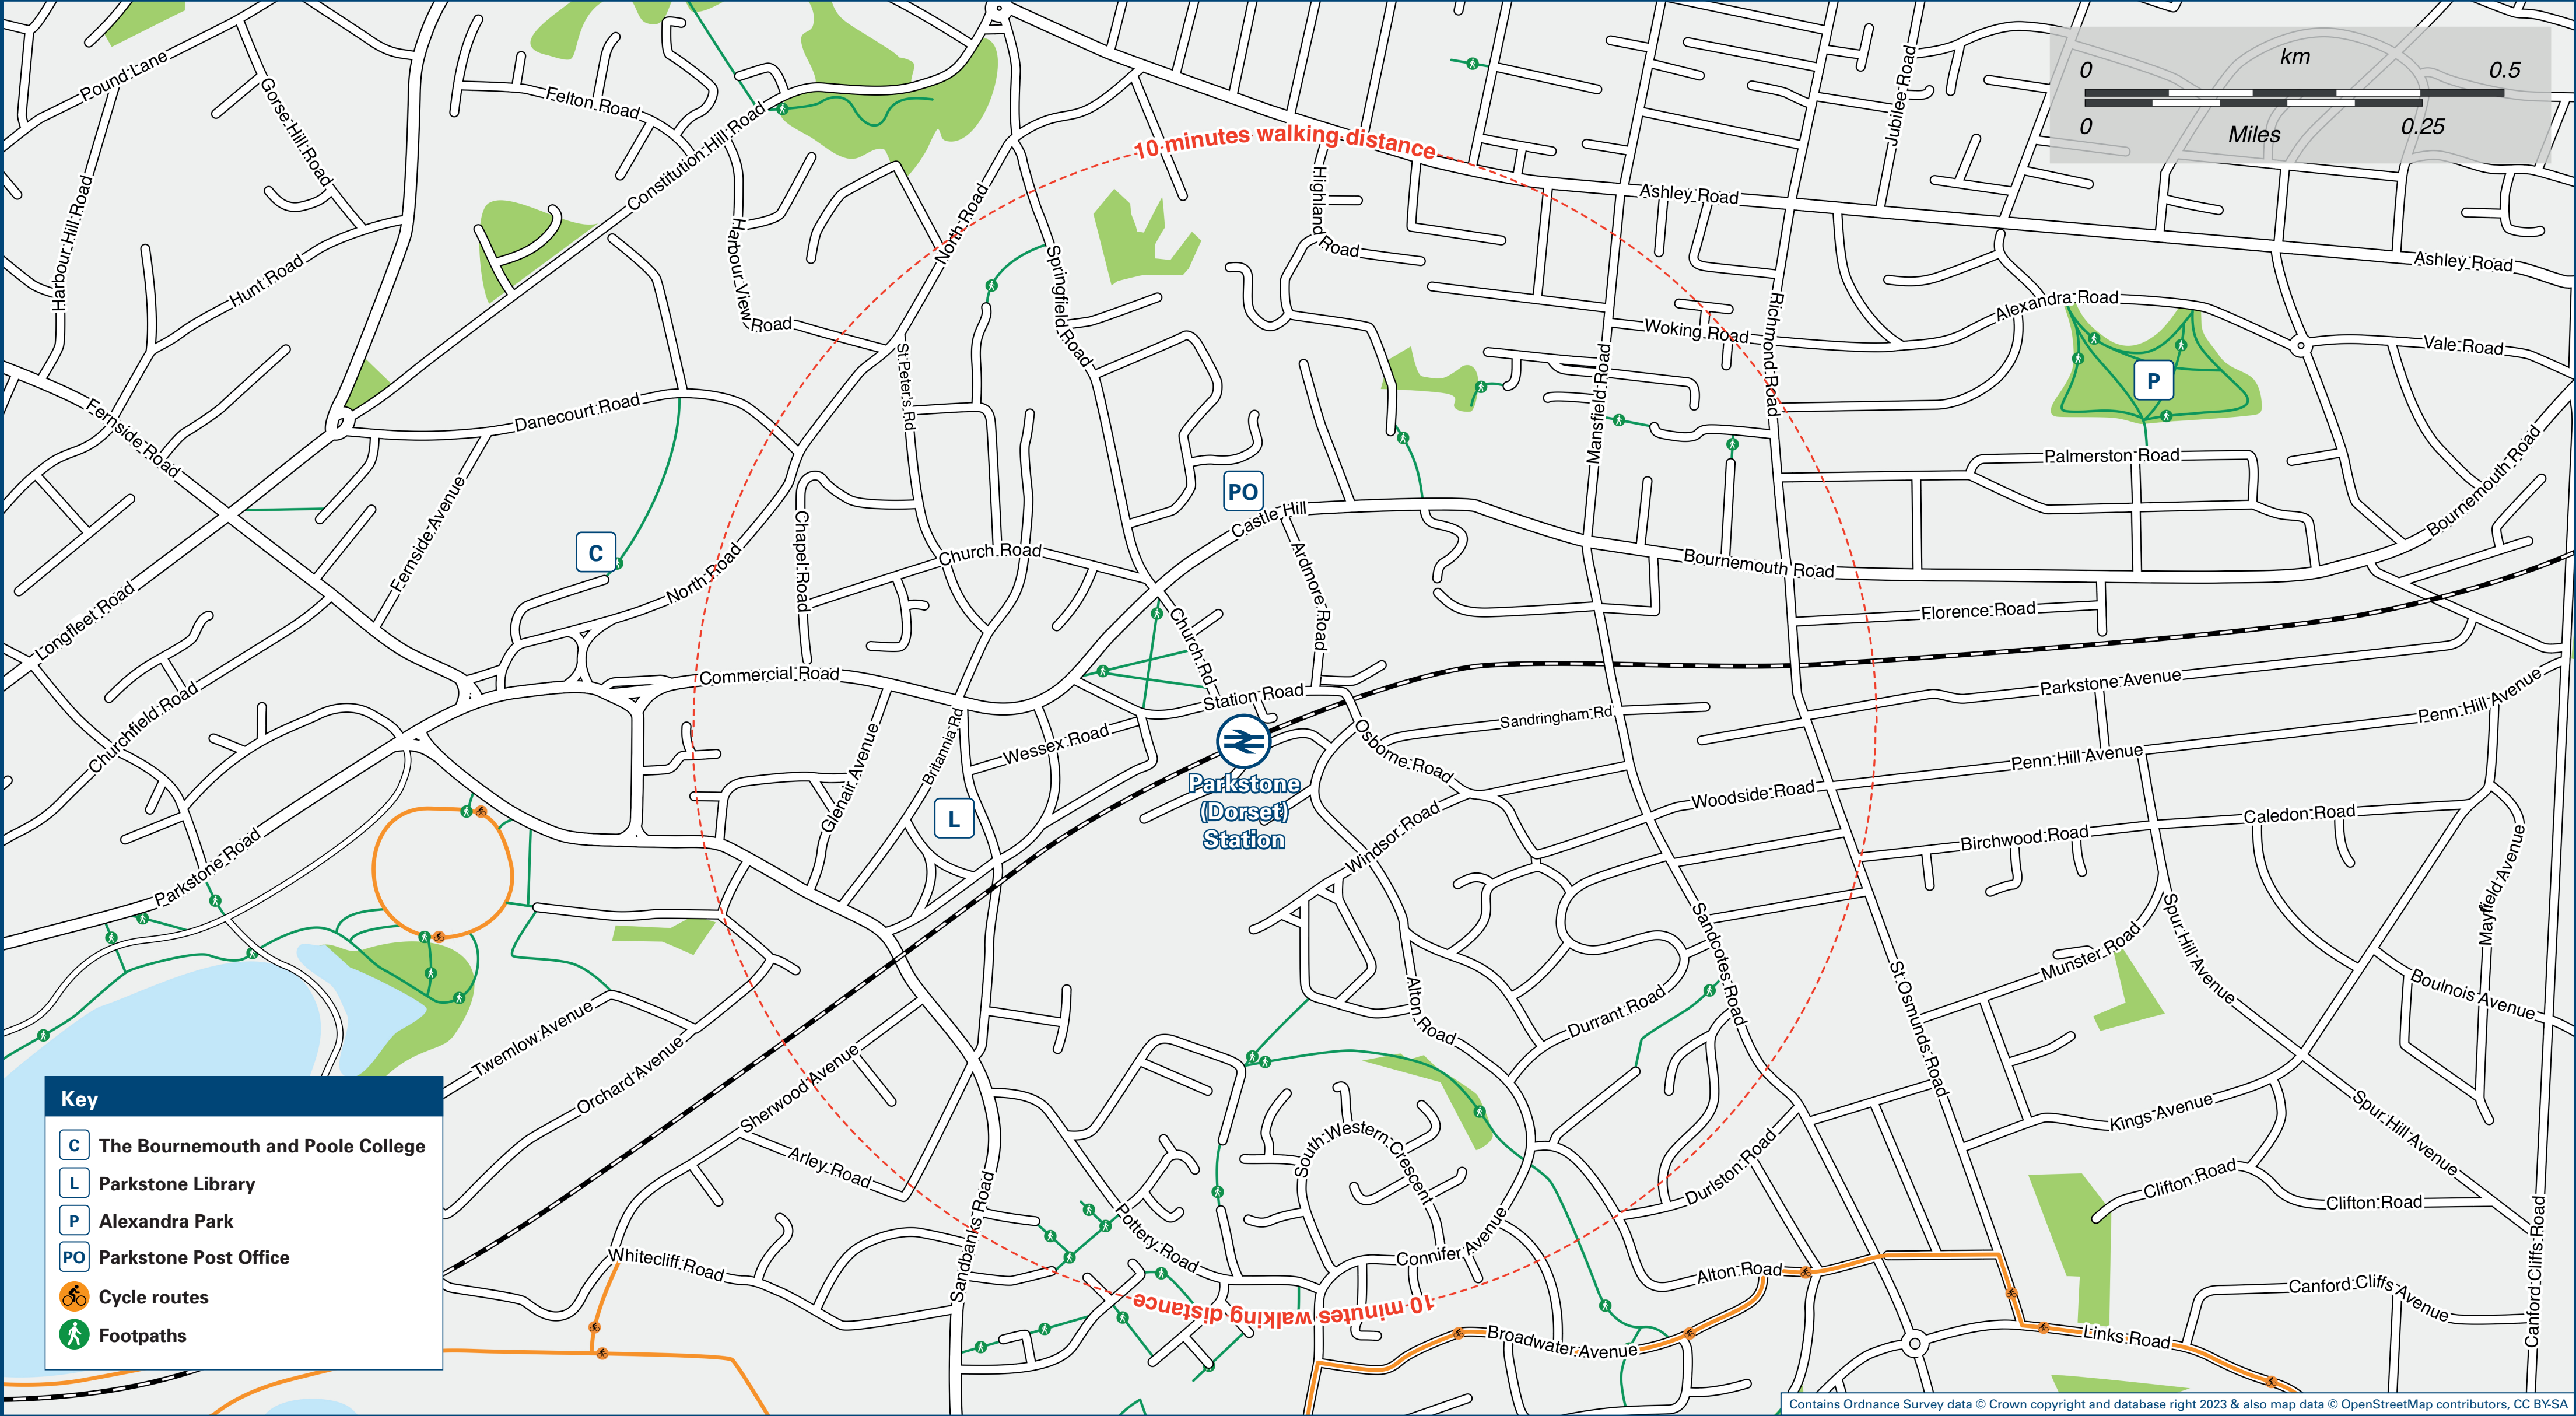 Pound Lane
Gorse Hill Road
Felton Road
Constitution Hill Road
Harbour Hill Road
Hunt Road
Harbour View
Road
North Road
10 minutes walking distance
Highland
Road
Ashley Road
Jubilee Road
km
0
0.5
0
0.25
Miles
Ashley Road
Alexandra Road
Springfield Road
St Peter's Rd
Woking Road
Richmond Road
Mansfield Road
Vale Road
P
Fernside Road
Danecourt Road
Fernside Avenue
C
Longfleet Road
North Road
Chapel Road
Church Road
PO
Castle Hill
Ardmore Road
Palmerston Road
Bournemouth Road
Bournemouth Road
Florence Road
Churchfield Road
Commercial Road
Church Rd
Station Road
Wessex Road
Britannia Rd
Glenair Avenue
L
Parkstone
(Dorset)
Station
Sandringham Rd
Osborne Road
Windsor Road
Woodside Road
Parkstone Avenue
Penn Hill Avenue
Penn Hill Avenue
Birchwood Road
Caledon Road
Mayfield Avenue
Parkstone Road
Sandcotes Road
St Osmunds Road
Spur Hill Avenue
Munster Road
Boulnois Avenue
Alton Road
Durrant Road
Twemlow Avenue
Orchard Avenue
Sherwood Avenue
Arley Road
Kings Avenue
Spur Hill Avenue
Clifton Road
Clifton Road
South Western Crescent
Durlston Road
Pottery Road
Connifer Avenue
Whitecliff Road
Sandbanks Road
10 minutes walking distance
Alton Road
Broadwater Avenue
Links Road
Canford Cliffs Avenue
Canford Cliffs Road
Key
C The Bournemouth and Poole College
L Parkstone Library
P Alexandra Park
PO Parkstone Post Office
Cycle routes
Footpaths
Contains Ordnance Survey data © Crown copyright and database right 2023 & also map data © OpenStreetMap contributors, CC BY-SA